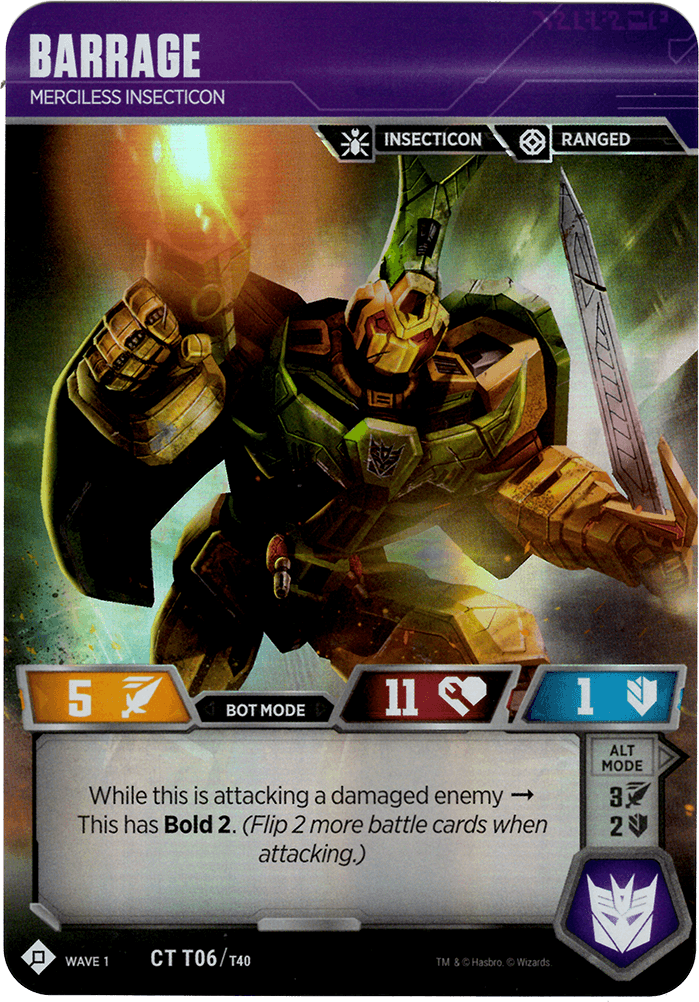 BARRAGE
MERCILESS INSECTICON
INSECTICON
RANGED
5
BOT MODE
11
1
While this is attacking a damaged enemy →
This has Bold 2. (Flip 2 more battle cards when
attacking.)
ALT
MODE
3
2
WAVE 1
CT T06/T40
TM & © Hasbro. © Wizards.